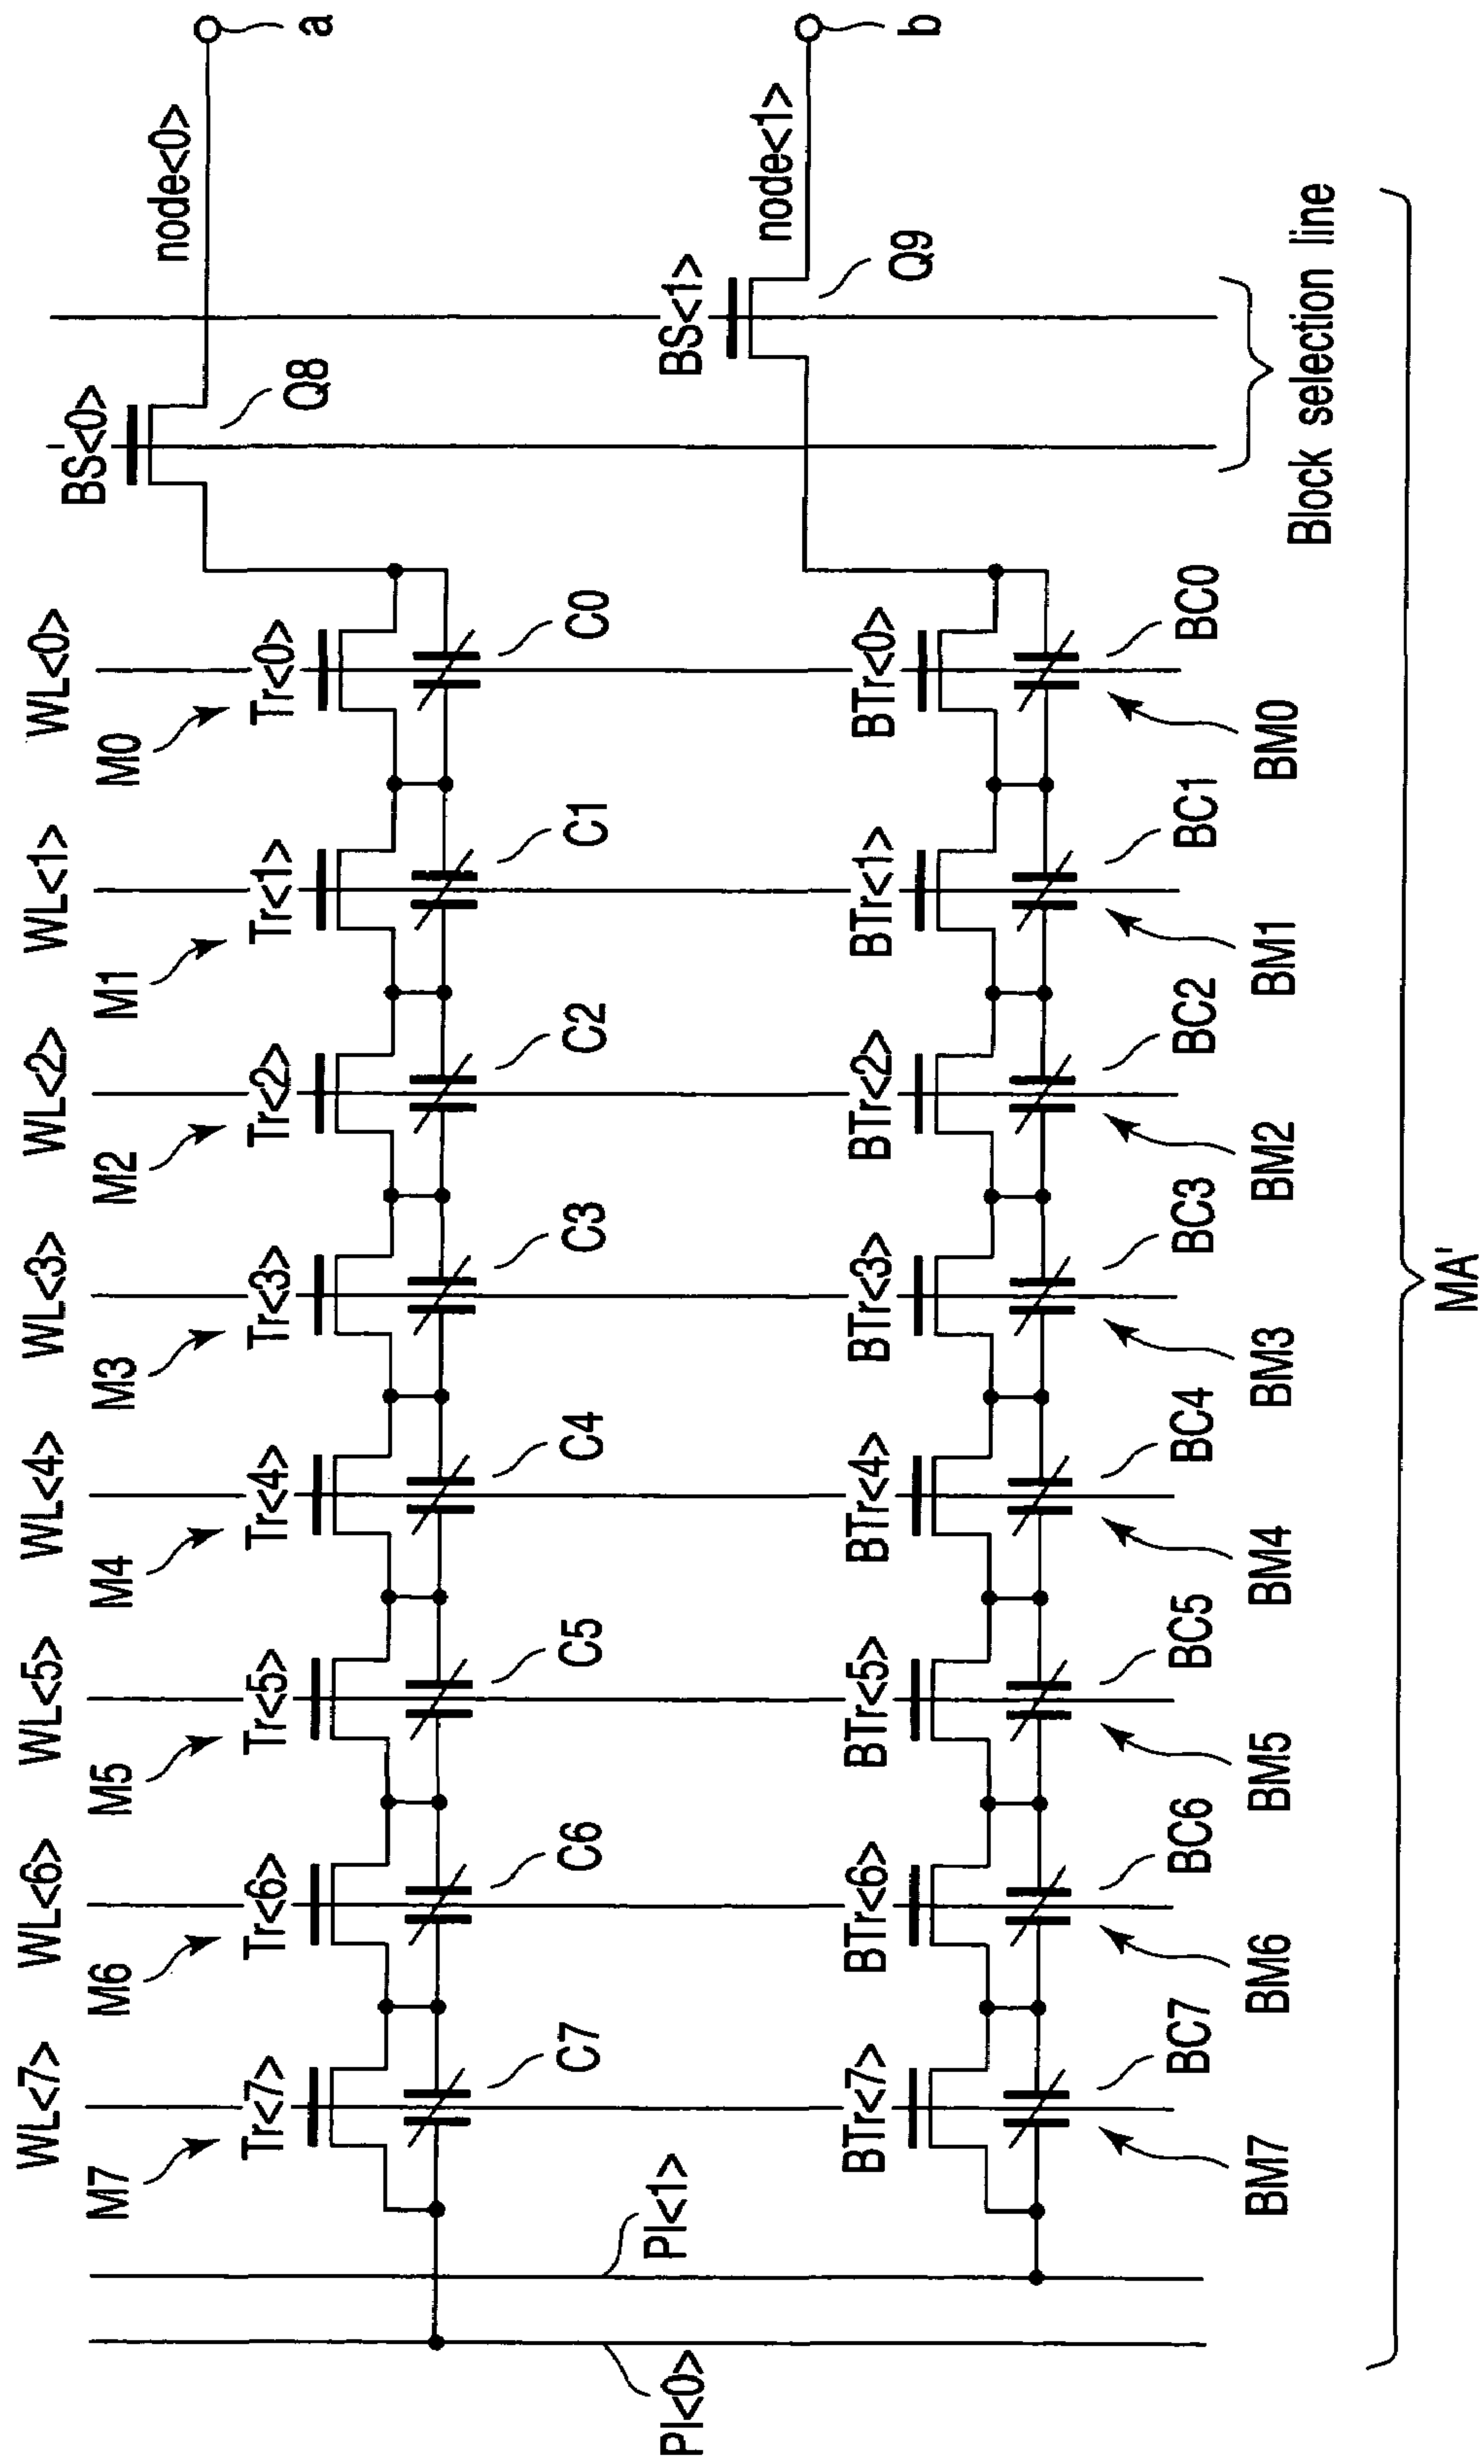 WL<7>
WL<6>
WL<5>
WL<4>
WL<3>
WL<2>
WL<1>
WL<0>
M7
M6
M5
M4
M3
M2
M1
M0
BS<0>
node<0>
a
Tr<7>
Tr<6>
Tr<5>
Tr<4>
Tr<3>
Tr<2>
Tr<1>
Tr<0>
Q8
C7
C6
C5
C4
C3
C2
C1
C0
Pl<0>
Pl<1>
BS<1>
node<1>
b
BTr<7>
BTr<6>
BTr<5>
BTr<4>
BTr<3>
BTr<2>
BTr<1>
BTr<0>
Q9
BC7
BC6
BC5
BC4
BC3
BC2
BC1
BC0
BM7
BM6
BM5
BM4
BM3
BM2
BM1
BM0
Block selection line
MA'